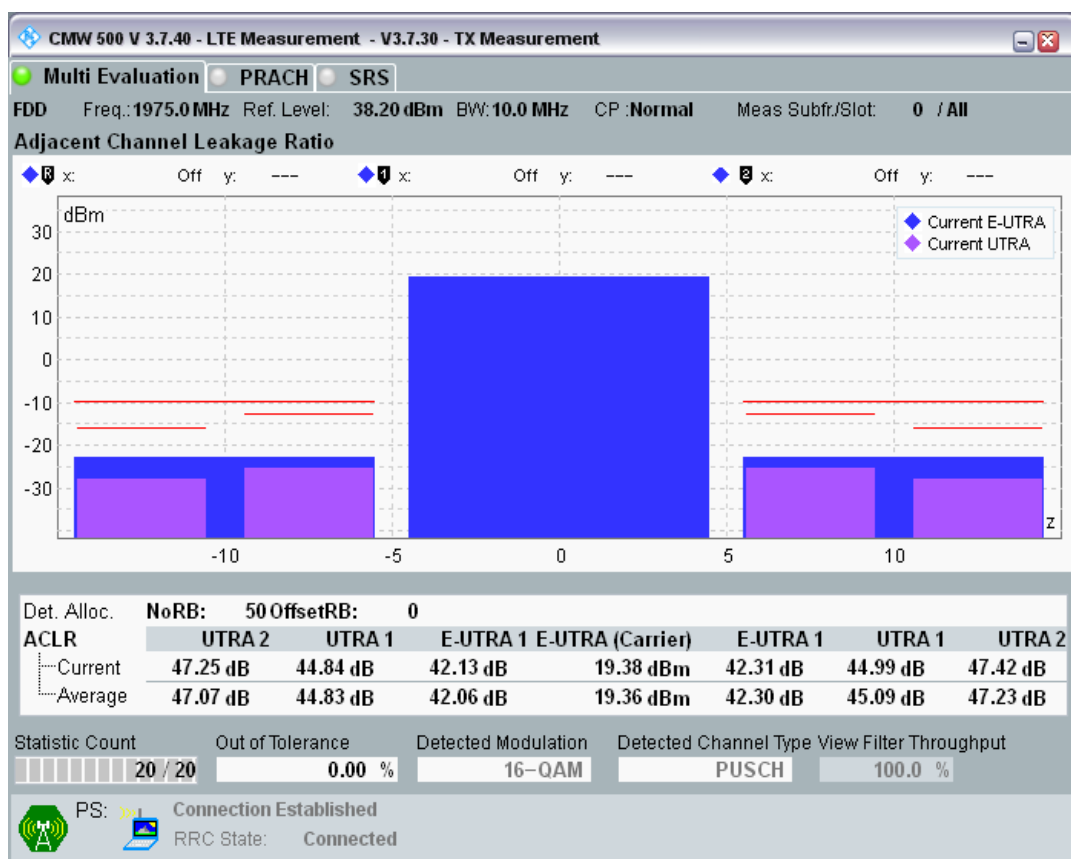 CMW 500 V 3.7.40 - LTE Measurement - V3.7.30 - TX Measurement
Multi Evaluation PRACH SRS
FDD Freq.: 1975.0 MHz Ref. Level: 38.20 dBm BW: 10.0 MHz CP :Normal Meas Subfr./Slot: 0 / All
Adjacent Channel Leakage Ratio
R x: Off y: --- 1 x: Off y: --- 2 x: Off y: ---
dBm
Current E-UTRA
Current UTRA
30
20
10
0
-10
-20
-30
z
-10 -5 0 5 10
Det. Alloc. NoRB: 50 OffsetRB: 0
ACLR UTRA 2 UTRA 1 E-UTRA 1 E-UTRA (Carrier) E-UTRA 1 UTRA 1 UTRA 2
Current 47.25 dB 44.84 dB 42.13 dB 19.38 dBm 42.31 dB 44.99 dB 47.42 dB
Average 47.07 dB 44.83 dB 42.06 dB 19.36 dBm 42.30 dB 45.09 dB 47.23 dB
Statistic Count Out of Tolerance Detected Modulation Detected Channel Type View Filter Throughput
20 / 20 0.00 % 16-QAM PUSCH 100.0 %
PS: Connection Established
RRC State: Connected